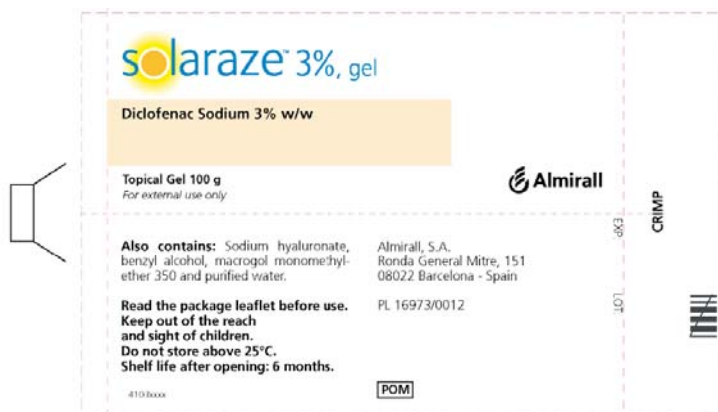 solaraze™ 3%, gel
Diclofenac Sodium 3% w/w
Topical Gel 100 g
For external use only
Almirall
Also contains: Sodium hyaluronate,
benzyl alcohol, macrogol monomethyl-
ether 350 and purified water.
Read the package leaflet before use.
Keep out of the reach
and sight of children.
Do not store above 25°C.
Shelf life after opening: 6 months.
Almirall, S.A.
Ronda General Mitre, 151
08022 Barcelona - Spain
PL 16973/0012
POM
EXP.
LOT
CRIMP